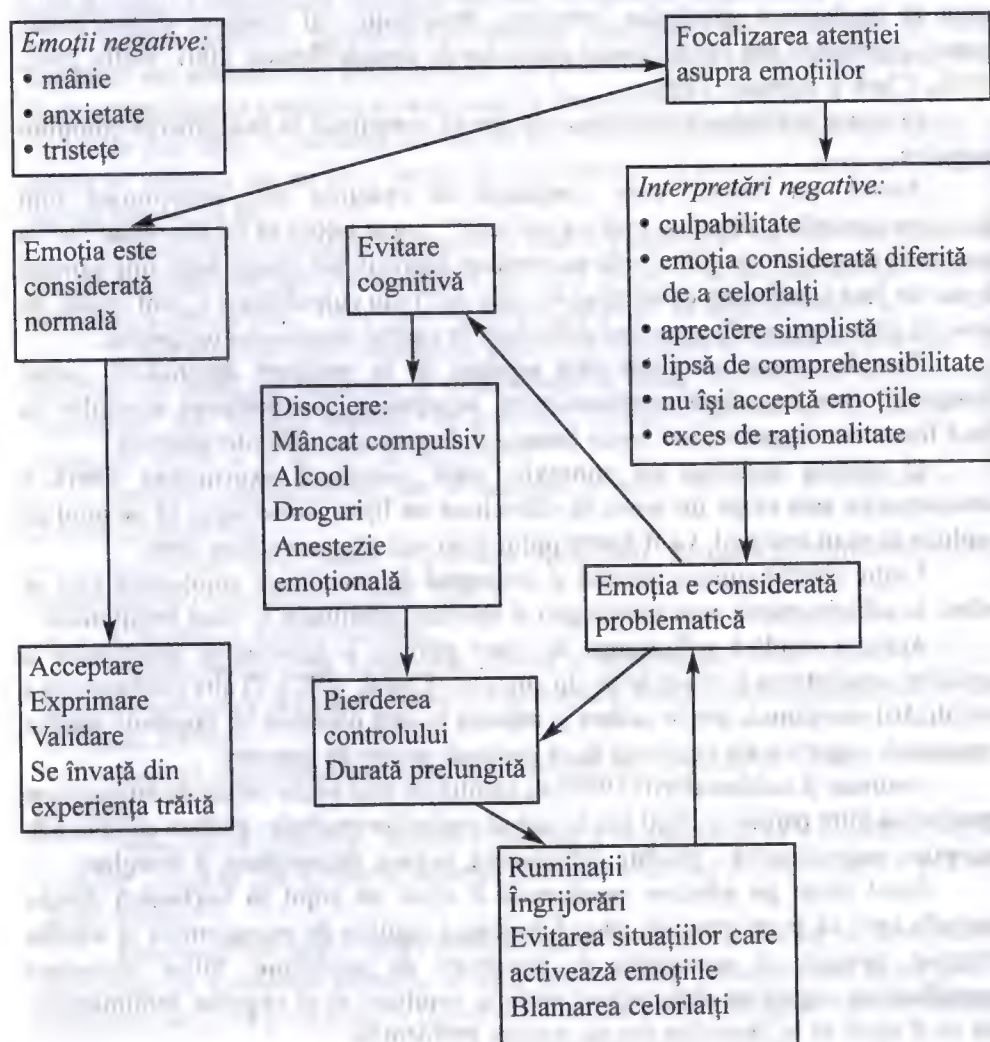 Emoții negative:
• mânie
• anxietate
• tristețe
Focalizarea atenției
asupra emoțiilor
Emoția este
considerată
normală
Evitare
cognitivă
Interpretări negative:
• culpabilitate
• emoția considerată diferită
de a celorlalți
• apreciere simplistă
• lipsă de comprehensibilitate
• nu își acceptă emoțiile
• exces de raționalitate
Disociere:
Mâncat compulsiv
Alcool
Droguri
Anestezie
emoțională
Emoția e considerată
problematică
Acceptare
Exprimare
Validare
Se învață din
experiența trăită
Pierderea
controlului
Durată prelungită
Ruminații
Îngrijorări
Evitarea situațiilor care
activează emoțiile
Blamarea celorlalți